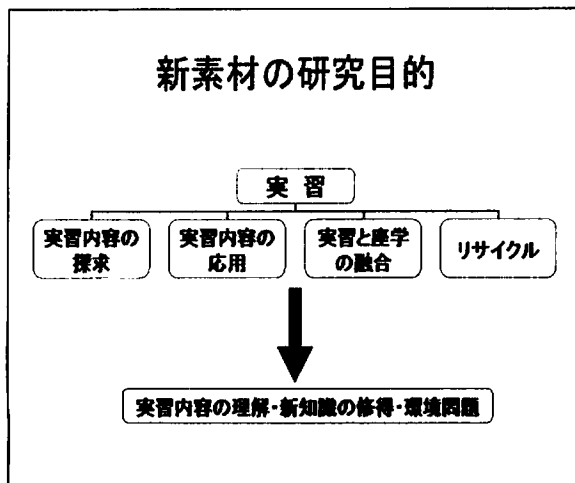 新素材の研究目的
実習
実習内容の
探求
実習内容の
応用
実習と座学
の融合
リサイクル
実習内容の理解・新知識の修得・環境問題